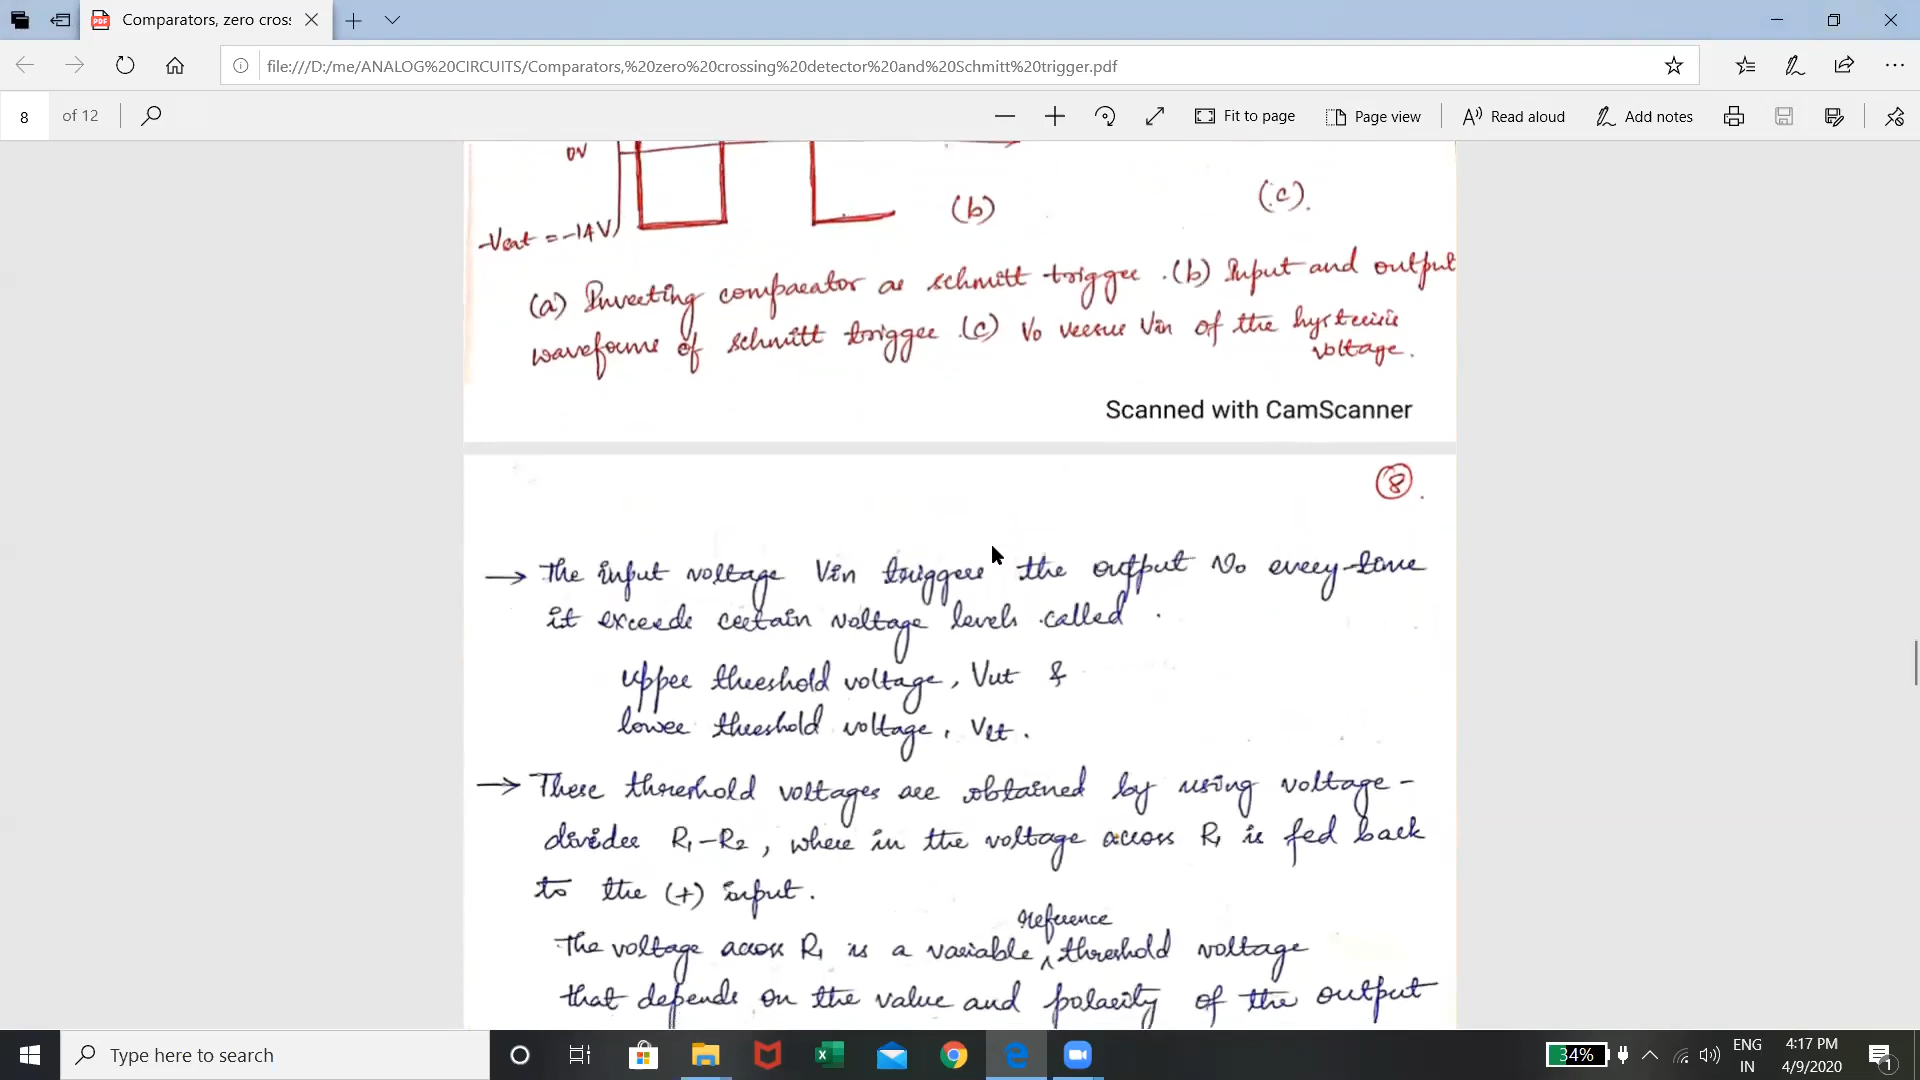 Comparators, zero cross
file:///D:/me/ANALOG%20CIRCUITS/Comparators,%20zero%20crossing%20detector%20and%20Schmitt%20trigger.pdf
8 of 12
Fit to page
Page view
Read aloud
Add notes
0V
-Vsat = -14V
(b)
(c).
(a) Inverting comparator as schmitt trigger. (b) Input and output
waveforms of schmitt trigger (c) Vo versus Vin of the hysterisis
voltage.
Scanned with CamScanner
8
→ The input voltage Vin triggers the output Vo every-time
it exceeds certain voltage levels called
upper threshold voltage, Vut &
lower threshold voltage, Vlt.
→ These threshold voltages are obtained by using voltage-
divider R1-R2, where in the voltage across R1 is fed back
to the (+) input.
reference
The voltage across R1 is a variable ^ threshold voltage
that depends on the value and polarity of the output
Type here to search
34%
ENG
IN
4:17 PM
4/9/2020
1